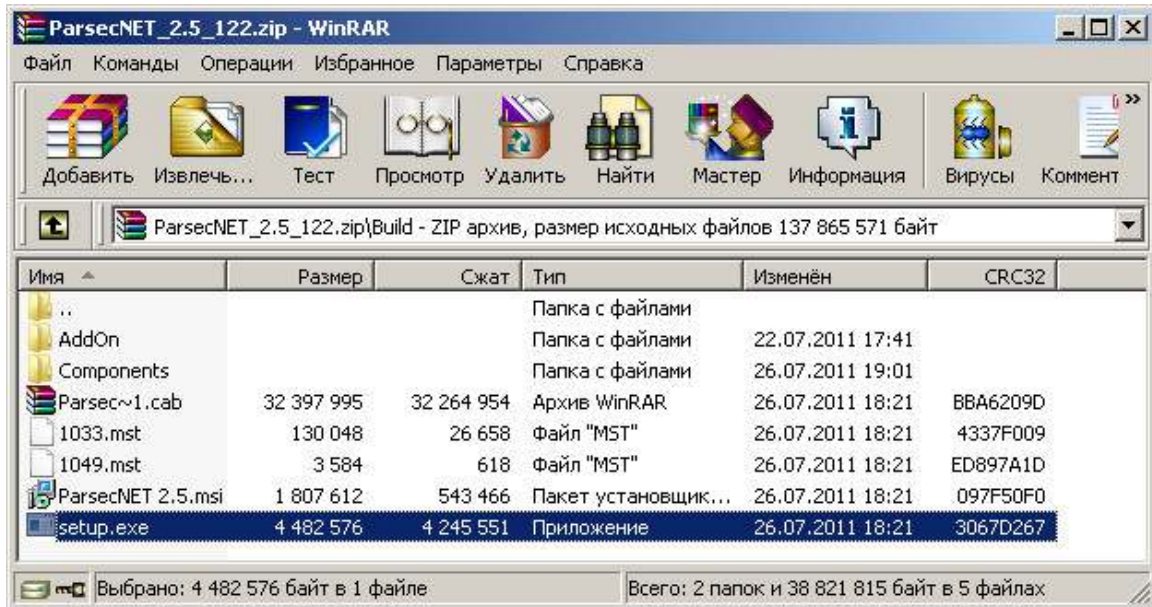 ParsecNET_2.5_122.zip - WinRAR
Файл Команды Операции Избранное Параметры Справка
Добавить Извлечь... Тест Просмотр Удалить Найти Мастер Информация Вирусы Коммент
ParsecNET_2.5_122.zip\Build - ZIP архив, размер исходных файлов 137 865 571 байт
Имя Размер Сжат Тип Изменён CRC32
.. Папка с файлами
AddOn Папка с файлами 22.07.2011 17:41
Components Папка с файлами 26.07.2011 19:01
Parsec~1.cab 32 397 995 32 264 954 Архив WinRAR 26.07.2011 18:21 BBA6209D
1033.mst 130 048 26 658 Файл "MST" 26.07.2011 18:21 4337F009
1049.mst 3 584 618 Файл "MST" 26.07.2011 18:21 ED897A1D
ParsecNET 2.5.msi 1 807 612 543 466 Пакет установщик... 26.07.2011 18:21 097F50F0
setup.exe 4 482 576 4 245 551 Приложение 26.07.2011 18:21 3067D267
Выбрано: 4 482 576 байт в 1 файле Всего: 2 папок и 38 821 815 байт в 5 файлах